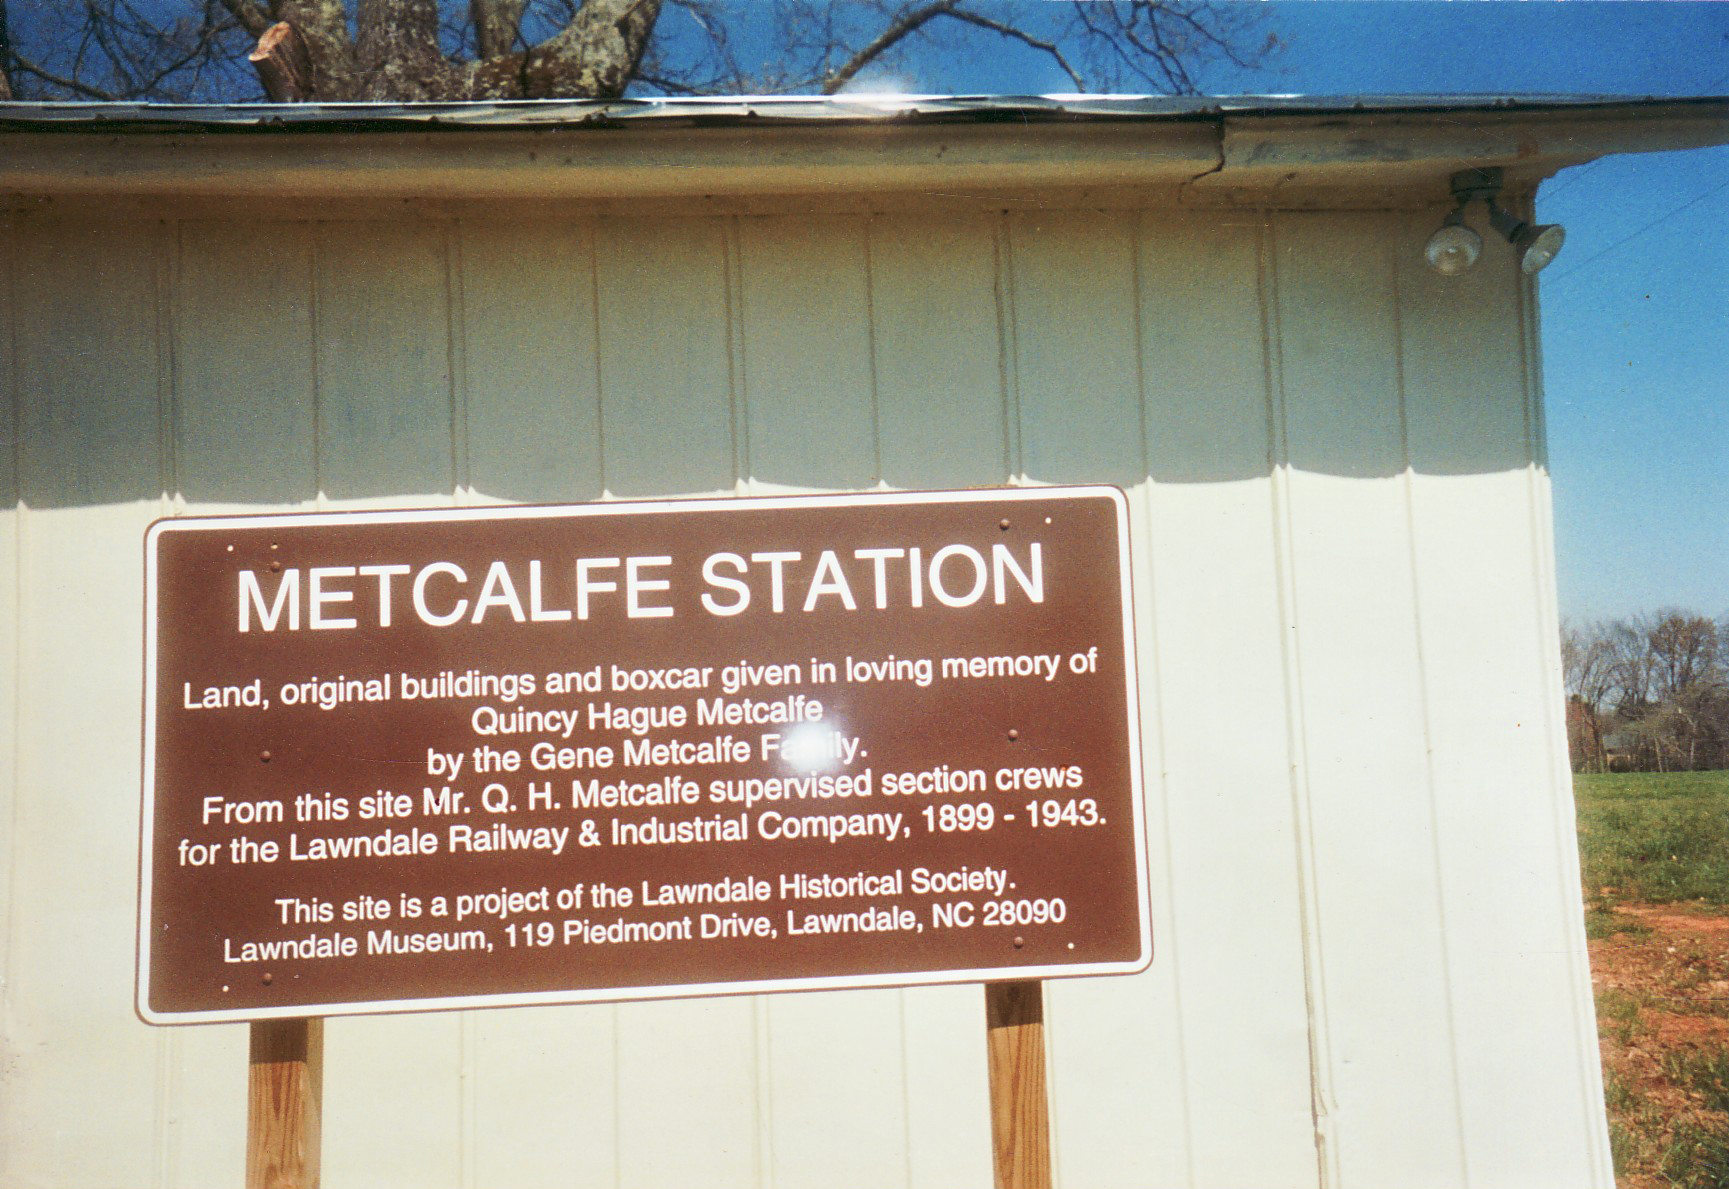 METCALFE STATION
Land, original buildings and boxcar given in loving memory of
Quincy Hague Metcalfe
by the Gene Metcalfe Family.
From this site Mr. Q. H. Metcalfe supervised section crews
for the Lawndale Railway & Industrial Company, 1899 - 1943.
This site is a project of the Lawndale Historical Society.
Lawndale Museum, 119 Piedmont Drive, Lawndale, NC 28090